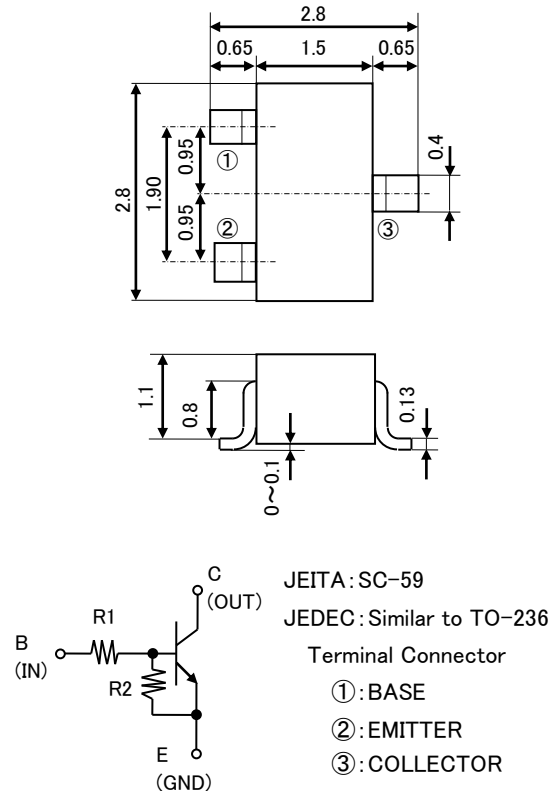 2.8
0.65 1.5 0.65
2.8
1.90
0.95
0.95
①
②
③
0.4
1.1
0.8
0～0.1
0.13
C
(OUT)
R1
B
(IN)
R2
E
(GND)
JEITA:SC-59
JEDEC:Similar to TO-236
Terminal Connector
①:BASE
②:EMITTER
③:COLLECTOR